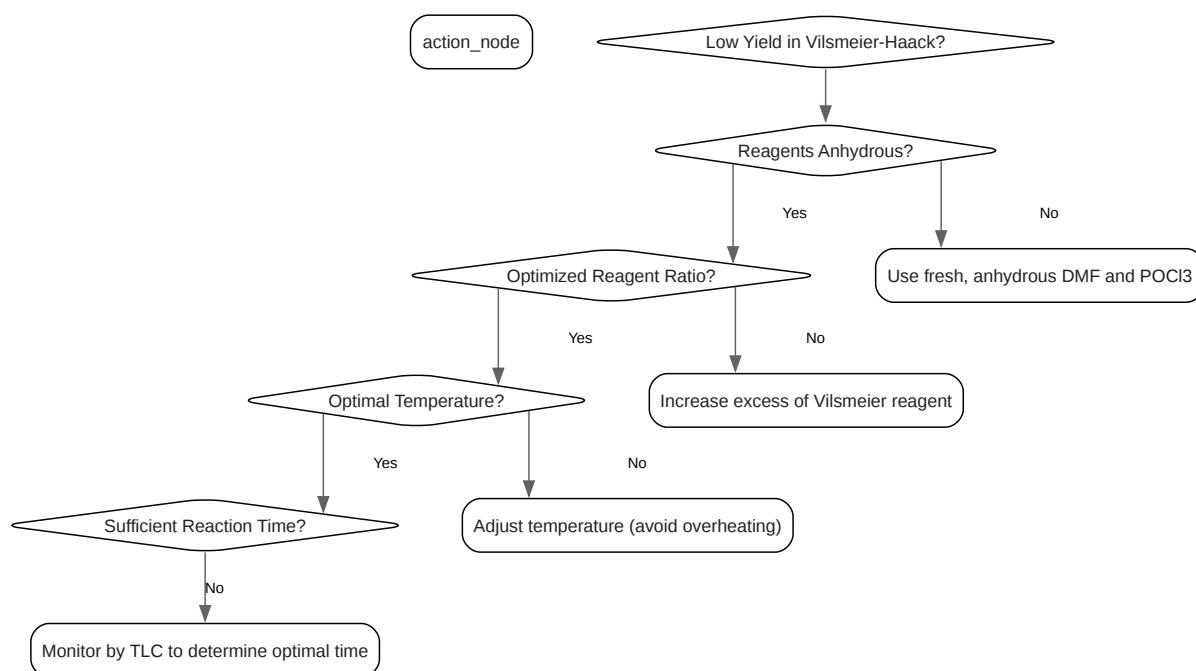 action_node
Low Yield in Vilsmeier-Haack?
Reagents Anhydrous?
Yes
No
Optimized Reagent Ratio?
Use fresh, anhydrous DMF and POCl3
Yes
No
Optimal Temperature?
Increase excess of Vilsmeier reagent
Yes
No
Sufficient Reaction Time?
Adjust temperature (avoid overheating)
No
Monitor by TLC to determine optimal time